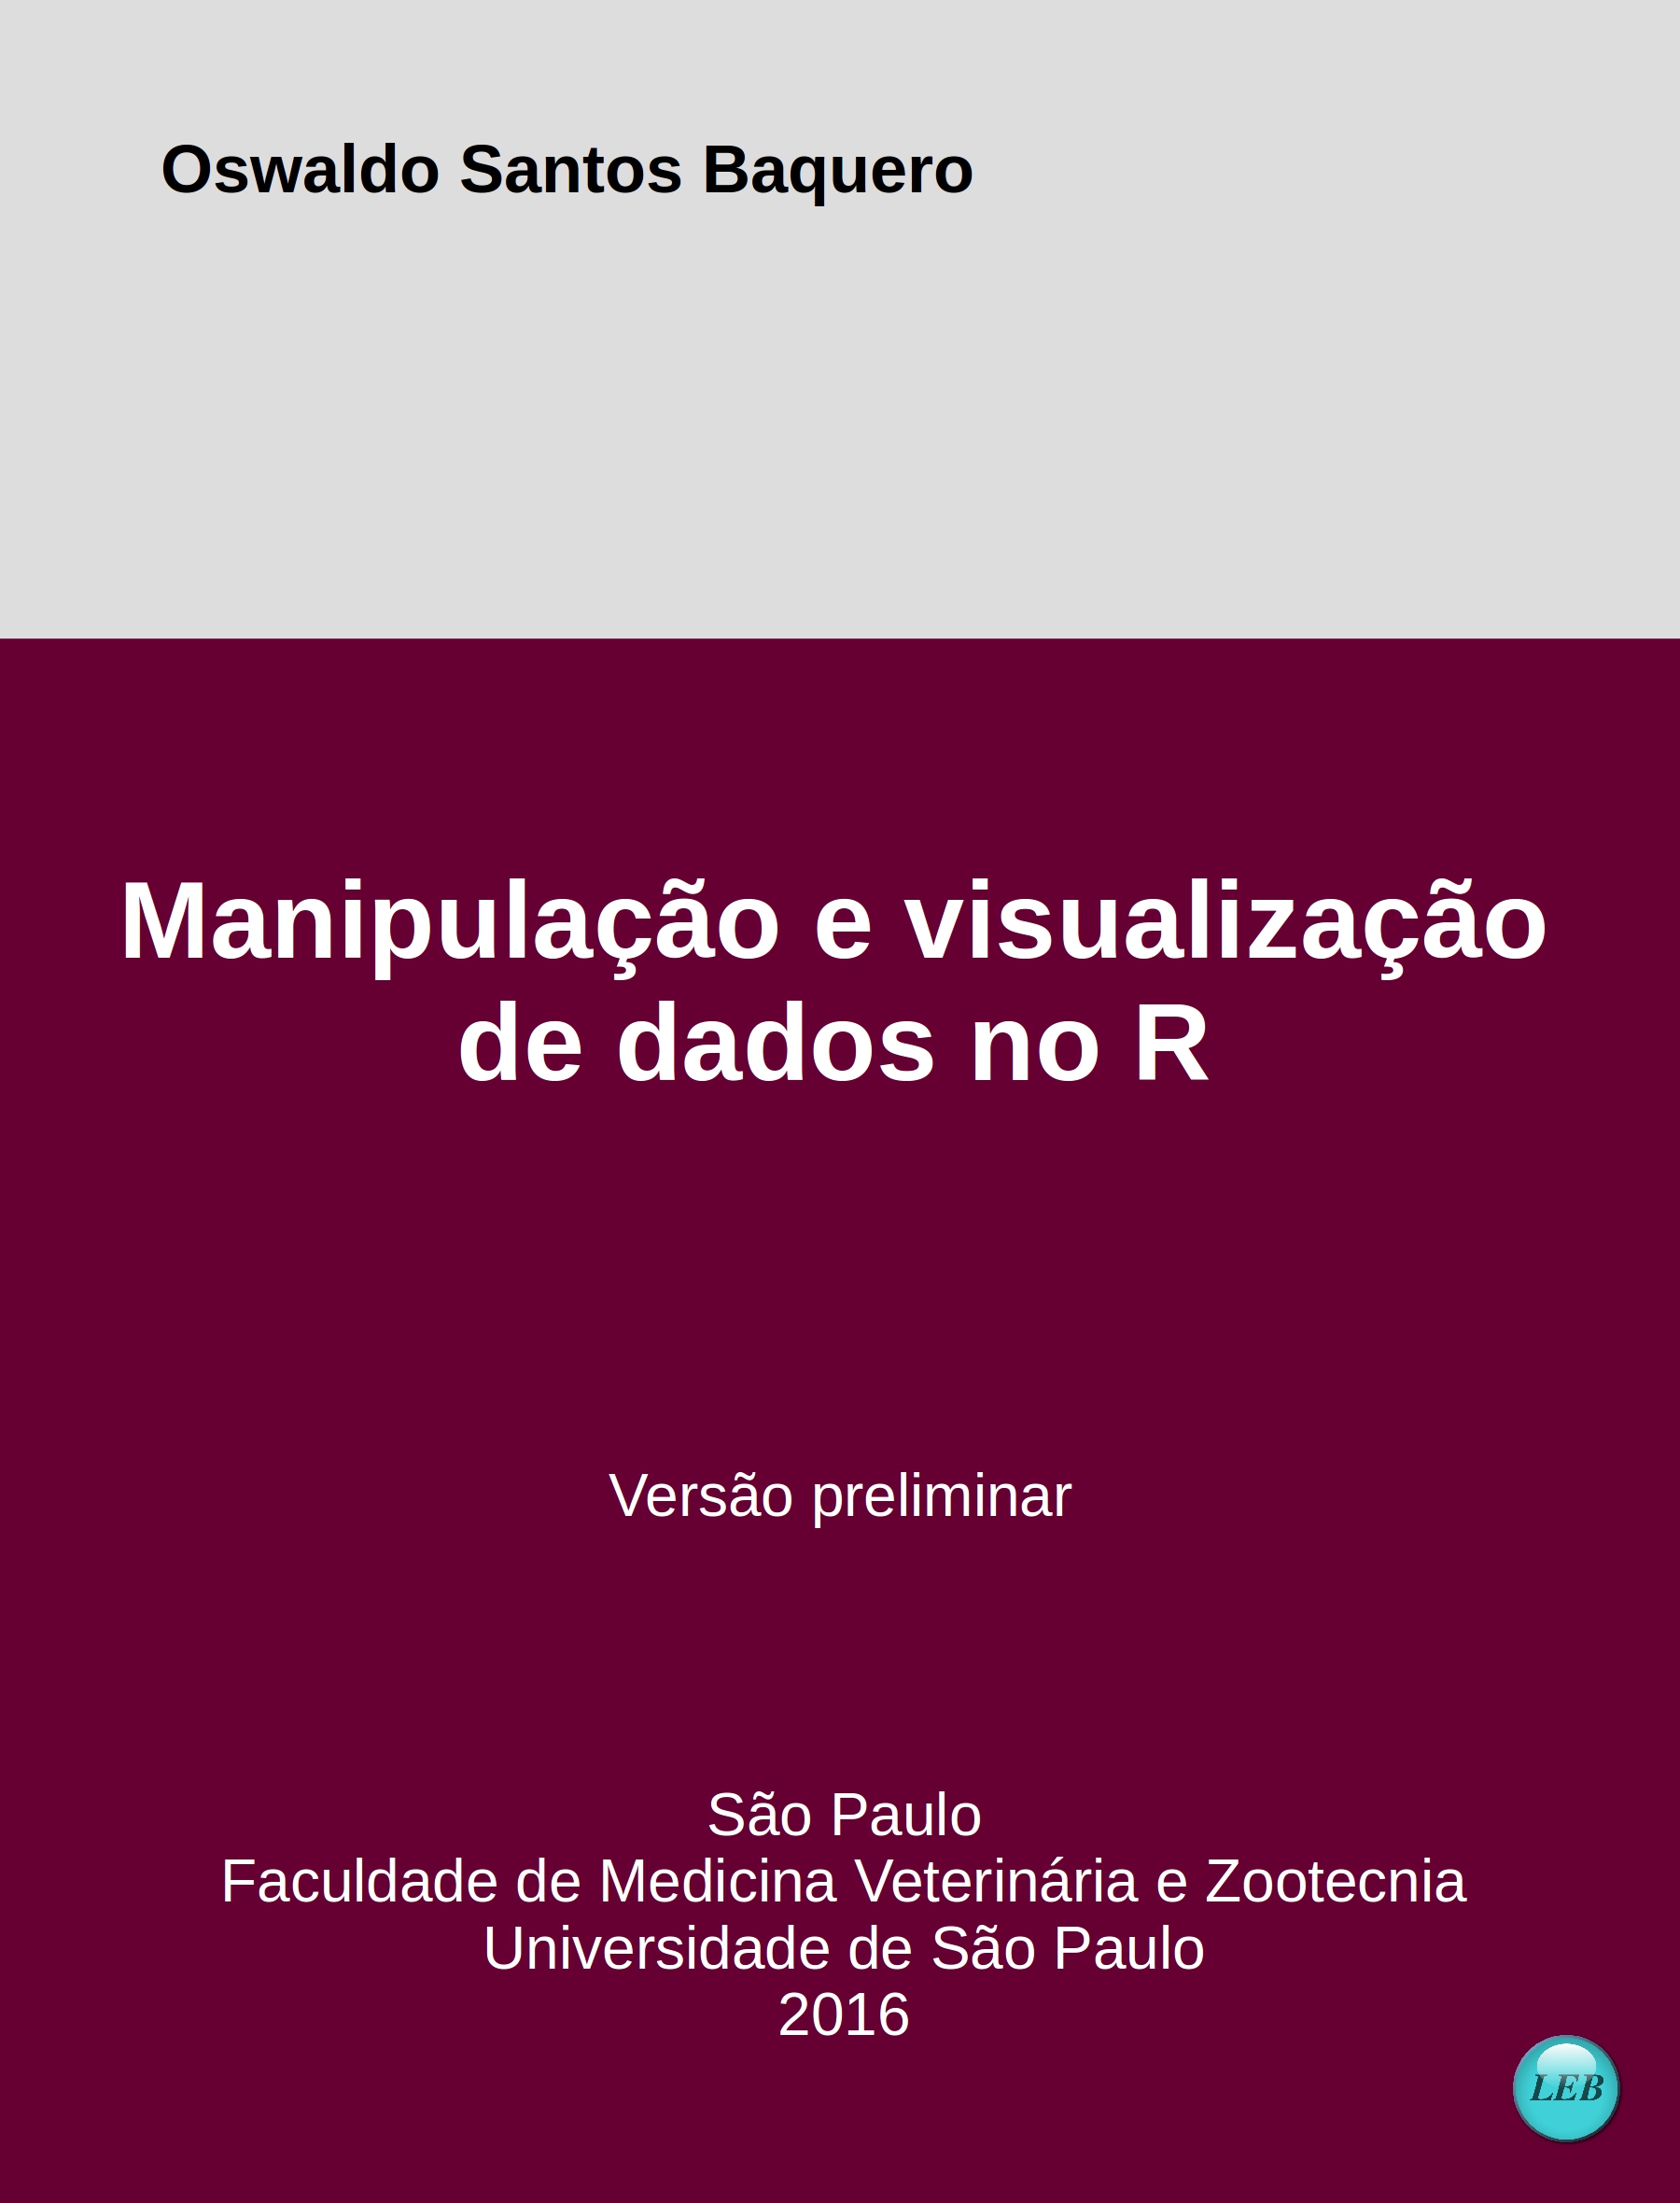 Oswaldo Santos Baquero
Manipulação e visualização
de dados no R
Versão preliminar
São Paulo
Faculdade de Medicina Veterinária e Zootecnia
Universidade de São Paulo
2016
LEB